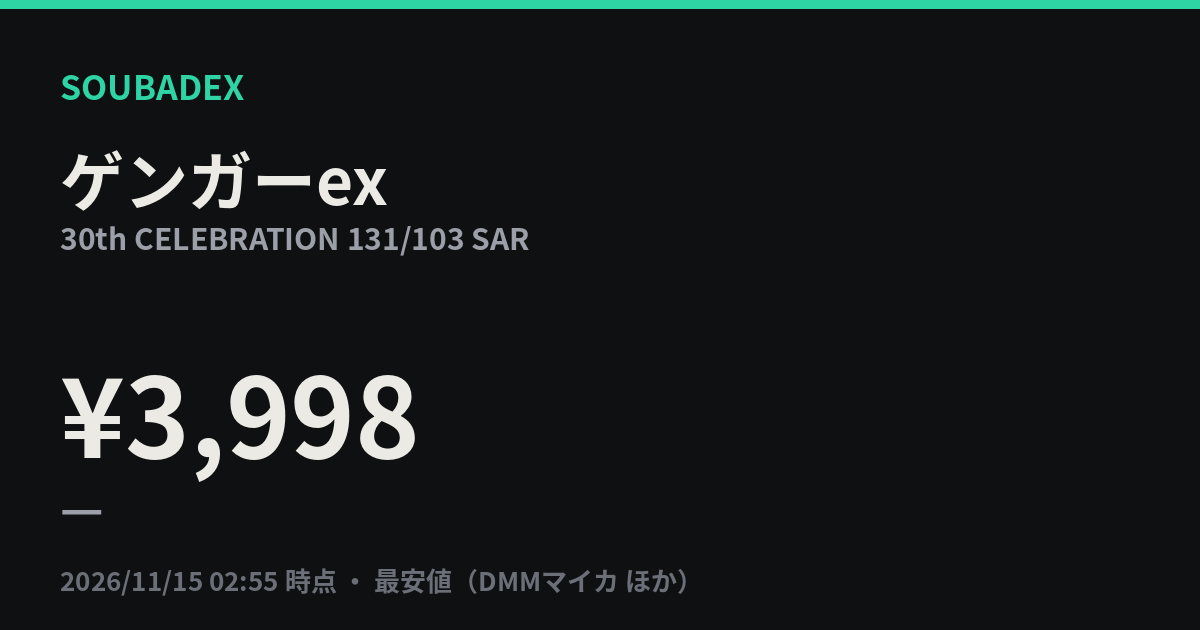 SOUBADEX
ゲンガーex
30th CELEBRATION 131/103 SAR
¥3,998
—
2026/11/15 02:55 時点 ・ 最安値（DMMマイカ ほか）